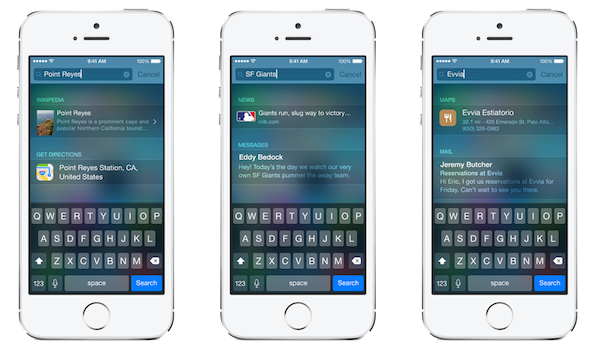 9:41 AM 100%
Point Reyes Cancel
WIKIPEDIA
Point Reyes
Point Reyes is a prominent cape and
popular Northern California tourist...
GET DIRECTIONS
Point Reyes Station, CA,
United States
Q W E R T Y U I O P
A S D F G H J K L
Z X C V B N M
123 space Search
9:41 AM 100%
SF Giants Cancel
NEWS
Giants run, slug way to victory...
mlb.com
MESSAGES
Eddy Bedock
Hey! Today's the day we watch our very
own SF Giants pummel the away team.
Q W E R T Y U I O P
A S D F G H J K L
Z X C V B N M
123 space Search
9:41 AM 100%
Evvia Cancel
MAPS
Evvia Estiatorio
32.1 mi - 420 Emerson St, Palo Alto...
(650) 326-0983
MAIL
Jeremy Butcher
Reservations at Evvia
Hi Eric, I got us reservations at Evvia for
Friday. Can't wait to see you there.
Q W E R T Y U I O P
A S D F G H J K L
Z X C V B N M
123 space Search